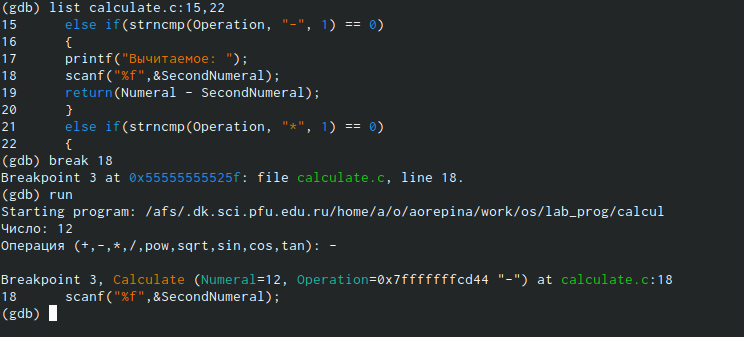 (gdb) list calculate.c:15,22
15      else if(strncmp(Operation, "-", 1) == 0)
16      {
17      printf("Вычитаемое: ");
18      scanf("%f",&SecondNumeral);
19      return(Numeral - SecondNumeral);
20      }
21      else if(strncmp(Operation, "*", 1) == 0)
22      {
(gdb) break 18
Breakpoint 3 at 0x55555555525f: file calculate.c, line 18.
(gdb) run
Starting program: /afs/.dk.sci.pfu.edu.ru/home/a/o/aorepina/work/os/lab_prog/calcul
Число: 12
Операция (+,-,*,/,pow,sqrt,sin,cos,tan): -

Breakpoint 3, Calculate (Numeral=12, Operation=0x7fffffffcd44 "-") at calculate.c:18
18      scanf("%f",&SecondNumeral);
(gdb)